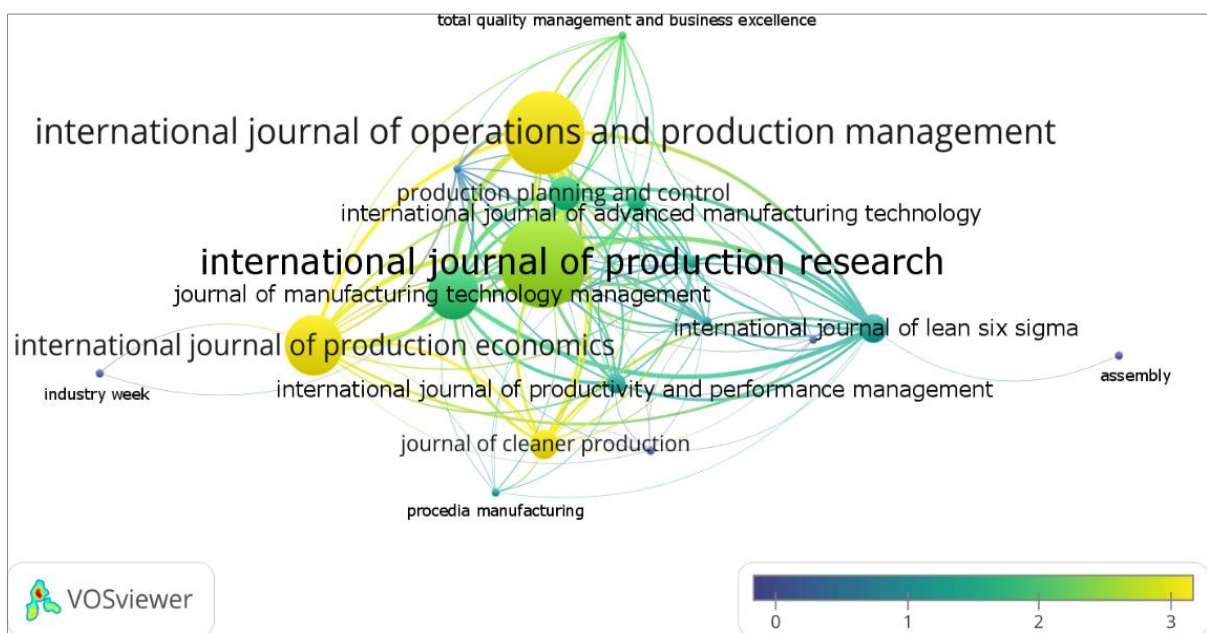 total quality management and business excellence
international journal of operations and production management
production planning and control
international journal of advanced manufacturing technology
international journal of production research
journal of manufacturing technology management
international journal of lean six sigma
international journal of production economics
assembly
industry week
international journal of productivity and performance management
journal of cleaner production
procedia manufacturing
VOSviewer
0 1 2 3